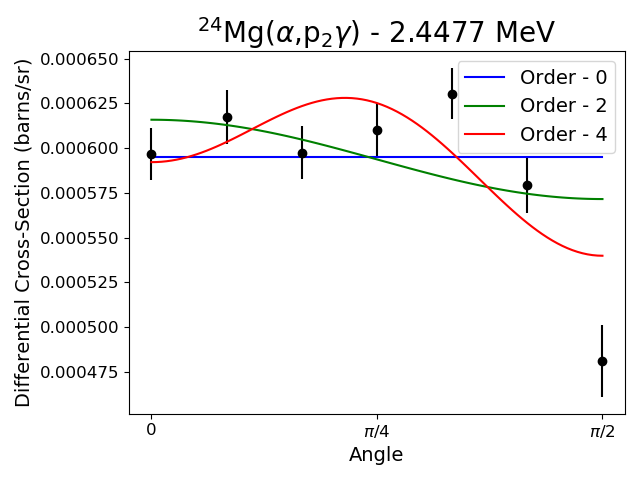 ²⁴Mg(α,p₂γ) - 2.4477 MeV
Differential Cross-Section (barns/sr)
0.000650
0.000625
0.000600
0.000575
0.000550
0.000525
0.000500
0.000475
Order - 0
Order - 2
Order - 4
0 π/4 π/2
Angle